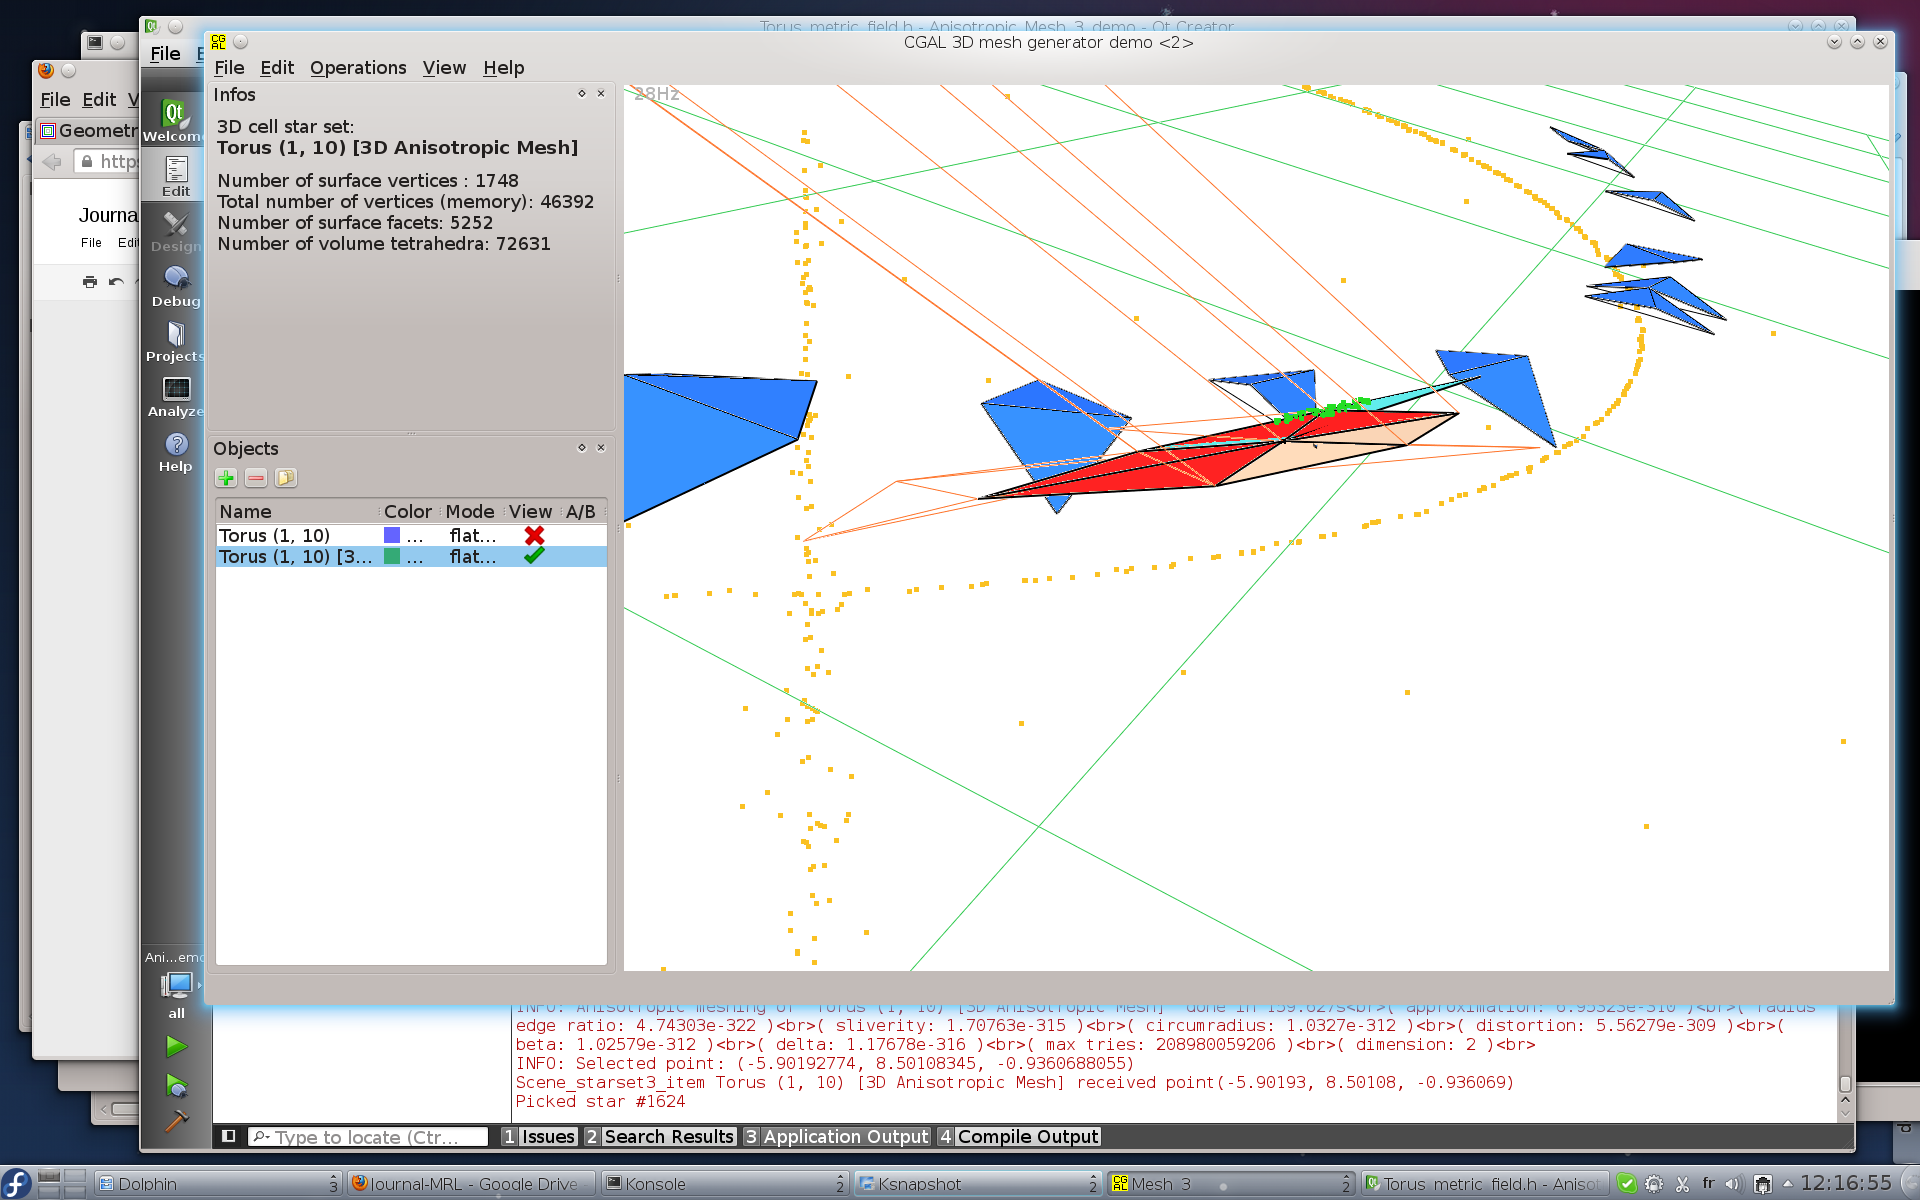 Torus_metric_field.h - Anisotropic_Mesh_3_demo - Qt Creator
CGAL 3D mesh generator demo <2>
File Edit Operations View Help
File
File Edit
Infos
28Hz
3D cell star set:
Torus (1, 10) [3D Anisotropic Mesh]
Number of surface vertices : 1748
Total number of vertices (memory): 46392
Number of surface facets: 5252
Number of volume tetrahedra: 72631
Geometr
https
Journa
File Edi
Qt
Welcome
Edit
Design
Debug
Projects
Analyze
Help
Objects
Name Color Mode View A/B
Torus (1, 10) ... flat...
Torus (1, 10) [3... ... flat...
Ani...emo
all
INFO: Anisotropic meshing of "Torus (1, 10) [3D Anisotropic Mesh]" done in 159.627s<br>( approximation: 6.95325e-310 )<br>( radius
edge ratio: 4.74303e-322 )<br>( sliverity: 1.70763e-315 )<br>( circumradius: 1.0327e-312 )<br>( distortion: 5.56279e-309 )<br>(
beta: 1.02579e-312 )<br>( delta: 1.17678e-316 )<br>( max tries: 208980059206 )<br>( dimension: 2 )<br>
INFO: Selected point: (-5.90192774, 8.50108345, -0.9360688055)
Scene_starset3_item Torus (1, 10) [3D Anisotropic Mesh] received point(-5.90193, 8.50108, -0.936069)
Picked star #1624
Type to locate (Ctr... 1 Issues 2 Search Results 3 Application Output 4 Compile Output
Dolphin 3 Journal-MRL - Google Drive Konsole 2 Ksnapshot 2 Mesh_3 2 Torus_metric_field.h - Anisot fr 12:16:55